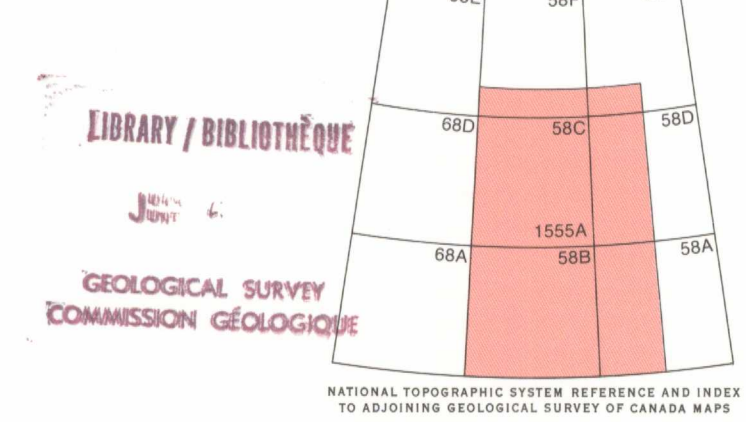 58F
LIBRARY / BIBLIOTHÈQUE
68D
58C
58D
1555A
68A
58B
58A
GEOLOGICAL SURVEY
COMMISSION GÉOLOGIQUE
NATIONAL TOPOGRAPHIC SYSTEM REFERENCE AND INDEX
TO ADJOINING GEOLOGICAL SURVEY OF CANADA MAPS